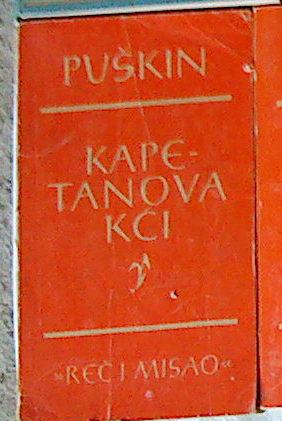 PUŠKIN
KAPE-
TANOVA
KĆI
»REČ I MISAO«